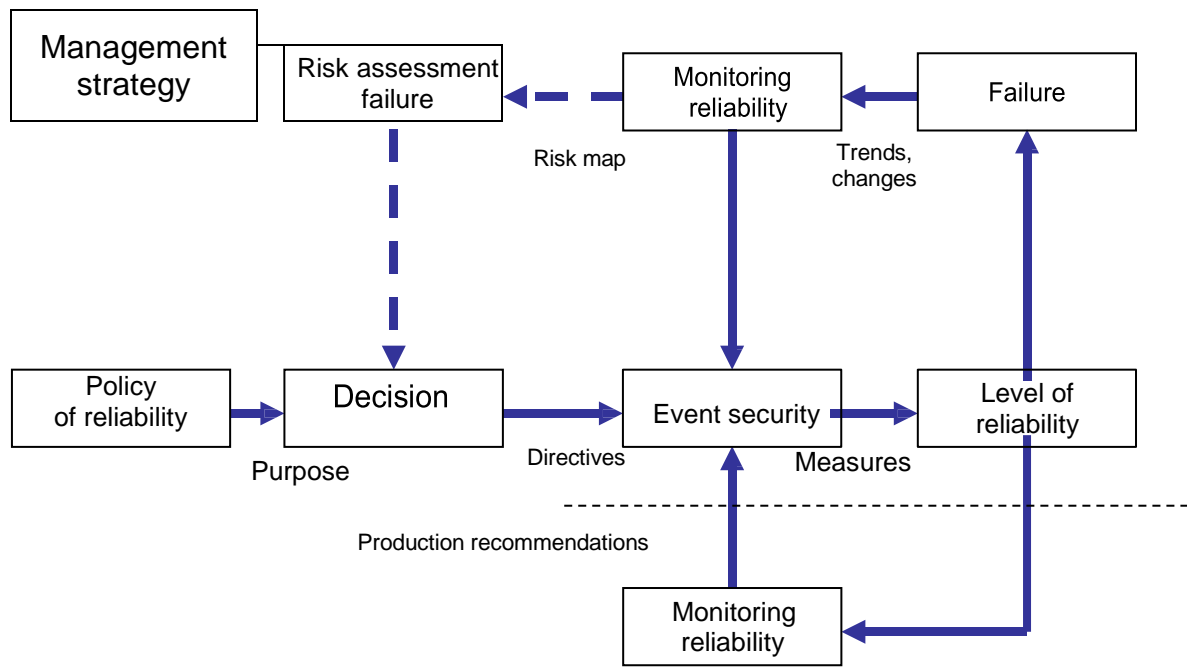 Management
strategy
Risk assessment
failure
Monitoring
reliability
Failure
Risk map
Trends,
changes
Policy
of reliability
Decision
Event security
Level of
reliability
Purpose
Directives
Measures
Production recommendations
Monitoring
reliability